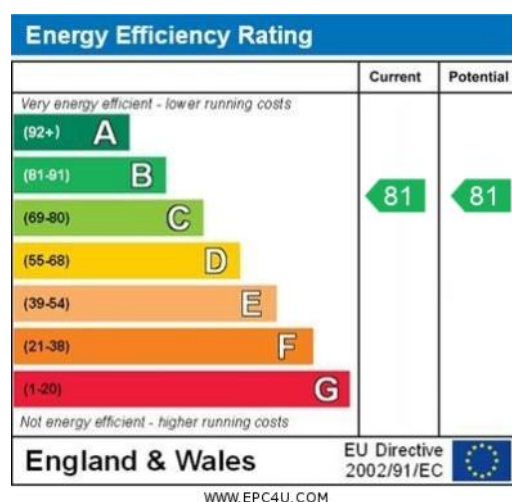 Energy Efficiency Rating
Current Potential
Very energy efficient - lower running costs
(92+) A
(81-91) B
81 81
(69-80) C
(55-68) D
(39-54) E
(21-38) F
(1-20) G
Not energy efficient - higher running costs
England & Wales
EU Directive
2002/91/EC
WWW.EPC4U.COM